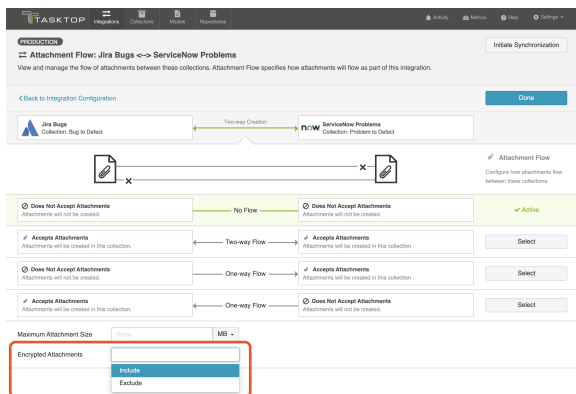 TASKTOP
Integrations
Collections
Models
Repositories
Activity
Metrics
Help
Settings
PRODUCTION
Attachment Flow: Jira Bugs <--> ServiceNow Problems
Initiate Synchronization
View and manage the flow of attachments between these collections. Attachment Flow specifies how attachments will flow as part of this integration.
Back to Integration Configuration
Done
Jira Bugs
Collection: Bug to Defect
Two-way Creation
now
ServiceNow Problems
Collection: Problem to Defect
Attachment Flow
Configure how attachments flow
between these collections.
Does Not Accept Attachments
Attachments will not be created.
No Flow
Does Not Accept Attachments
Attachments will not be created.
Active
Accepts Attachments
Attachments will be created in this collection.
Two-way Flow
Accepts Attachments
Attachments will be created in this collection.
Select
Does Not Accept Attachments
Attachments will not be created.
One-way Flow
Accepts Attachments
Attachments will be created in this collection.
Select
Accepts Attachments
Attachments will be created in this collection.
One-way Flow
Does Not Accept Attachments
Attachments will not be created.
Select
Maximum Attachment Size
None
MB
Encrypted Attachments
Include
Exclude